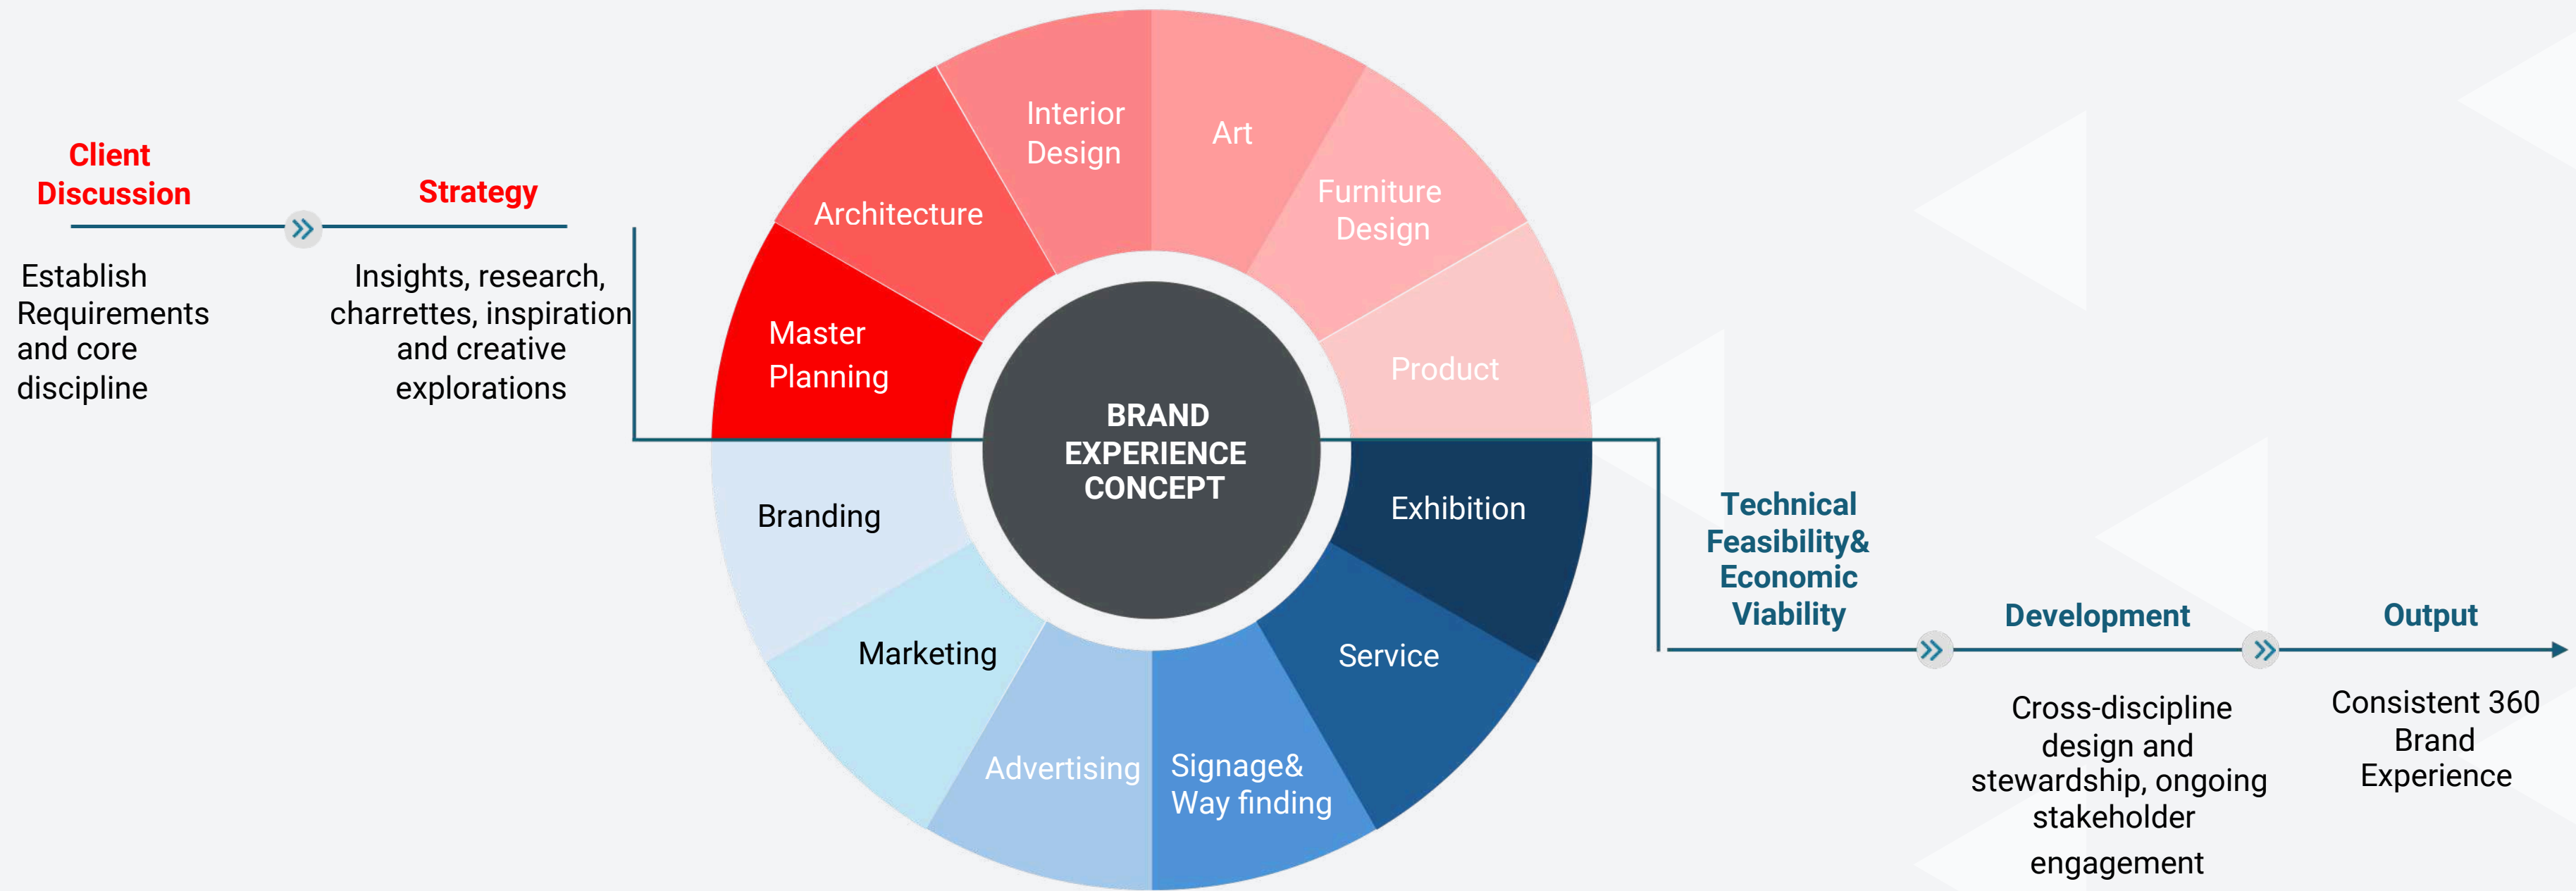 Client
Discussion
Establish
Requirements
and core
discipline
Strategy
Insights, research,
charrettes, inspiration
and creative
explorations
Interior
Design
Art
Furniture
Design
Architecture
Master
Planning
Product
BRAND
EXPERIENCE
CONCEPT
Branding
Exhibition
Marketing
Service
Advertising
Signage&
Way finding
Technical
Feasibility&
Economic
Viability
Development
Cross-discipline
design and
stewardship, ongoing
stakeholder
engagement
Output
Consistent 360
Brand
Experience